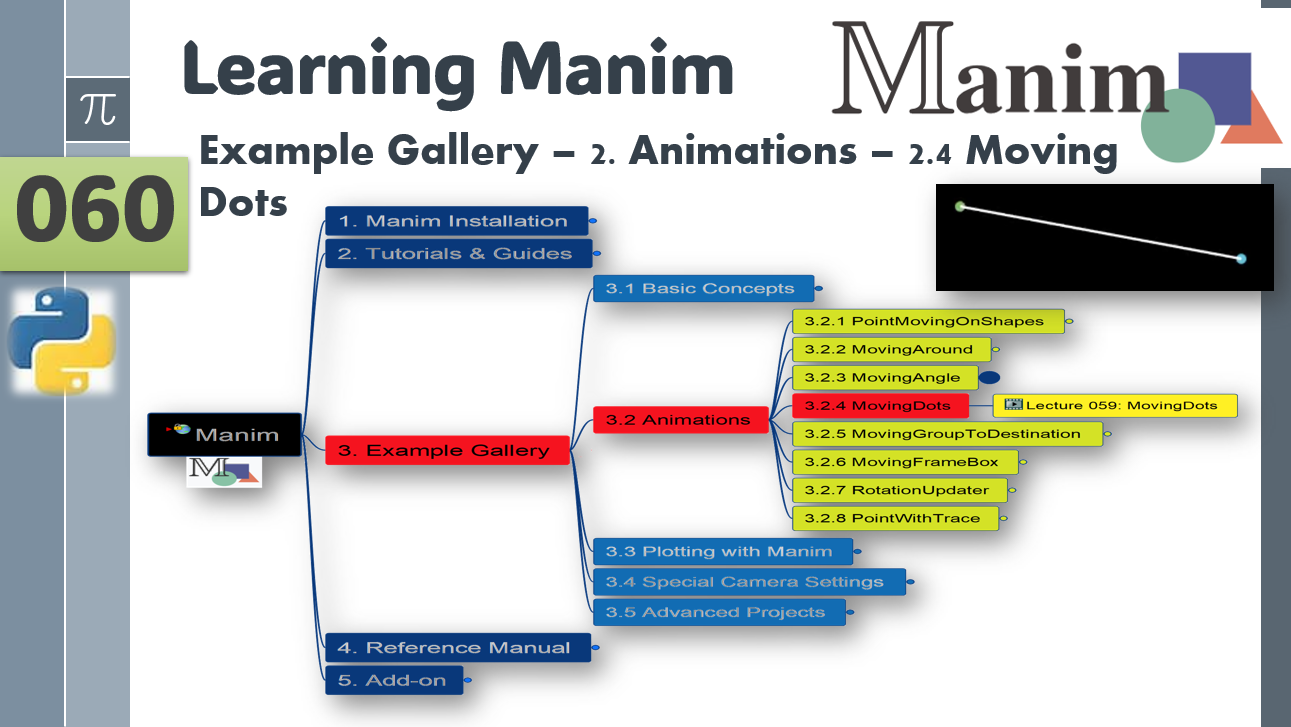 Learning Manim
Manim
π
Example Gallery – 2. Animations – 2.4 Moving
Dots
060
1. Manim Installation
2. Tutorials & Guides
3.1 Basic Concepts
3.2.1 PointMovingOnShapes
3.2.2 MovingAround
3.2.3 MovingAngle
3.2 Animations
3.2.4 MovingDots
Lecture 059: MovingDots
3.2.5 MovingGroupToDestination
Manim
3. Example Gallery
3.2.6 MovingFrameBox
M
3.2.7 RotationUpdater
3.2.8 PointWithTrace
3.3 Plotting with Manim
3.4 Special Camera Settings
3.5 Advanced Projects
4. Reference Manual
5. Add-on